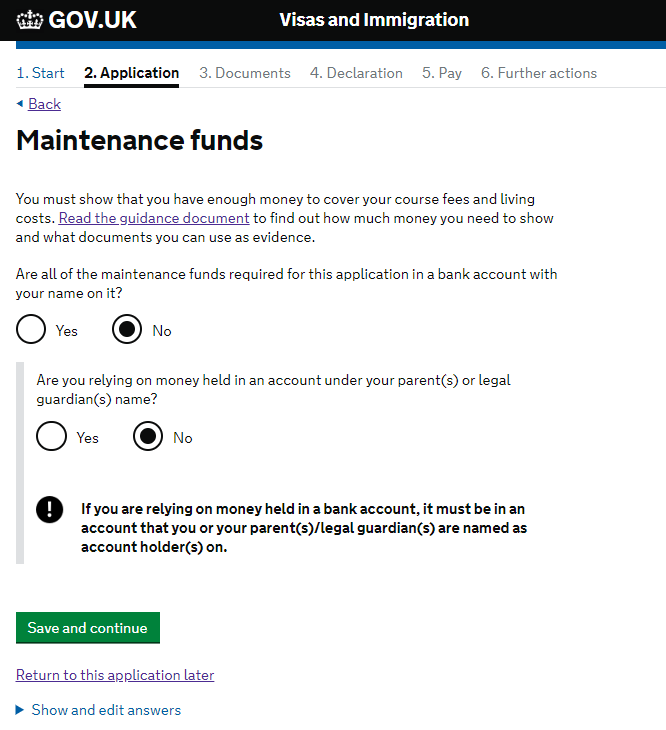 GOV.UK
Visas and Immigration
1. Start 2. Application 3. Documents 4. Declaration 5. Pay 6. Further actions
Back
Maintenance funds
You must show that you have enough money to cover your course fees and living
costs. Read the guidance document to find out how much money you need to show
and what documents you can use as evidence.
Are all of the maintenance funds required for this application in a bank account with
your name on it?
Yes No
Are you relying on money held in an account under your parent(s) or legal
guardian(s) name?
Yes No
! If you are relying on money held in a bank account, it must be in an
account that you or your parent(s)/legal guardian(s) are named as
account holder(s) on.
Save and continue
Return to this application later
Show and edit answers